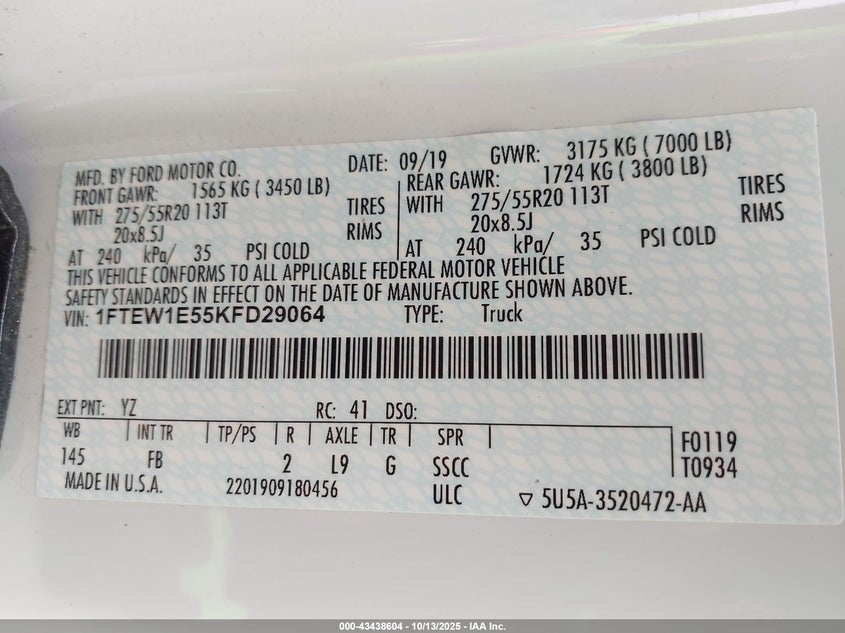 MFD. BY FORD MOTOR CO. DATE: 09/19 GVWR: 3175 KG ( 7000 LB)
FRONT GAWR: 1565 KG ( 3450 LB) REAR GAWR: 1724 KG ( 3800 LB)
WITH 275/55R20 113T TIRES WITH 275/55R20 113T TIRES
20x8.5J RIMS 20x8.5J RIMS
AT 240 kPa/ 35 PSI COLD AT 240 kPa/ 35 PSI COLD
THIS VEHICLE CONFORMS TO ALL APPLICABLE FEDERAL MOTOR VEHICLE
SAFETY STANDARDS IN EFFECT ON THE DATE OF MANUFACTURE SHOWN ABOVE.
VIN: 1FTEW1E55KFD29064 TYPE: Truck
EXT PNT: YZ RC: 41 DSO:
WB INT TR TP/PS R AXLE TR SPR F0119
145 FB 2 L9 G SSCC T0934
MADE IN U.S.A. 2201909180456 ULC ▽ 5U5A-3520472-AA
000-43438604 - 10/13/2025 - IAA Inc.